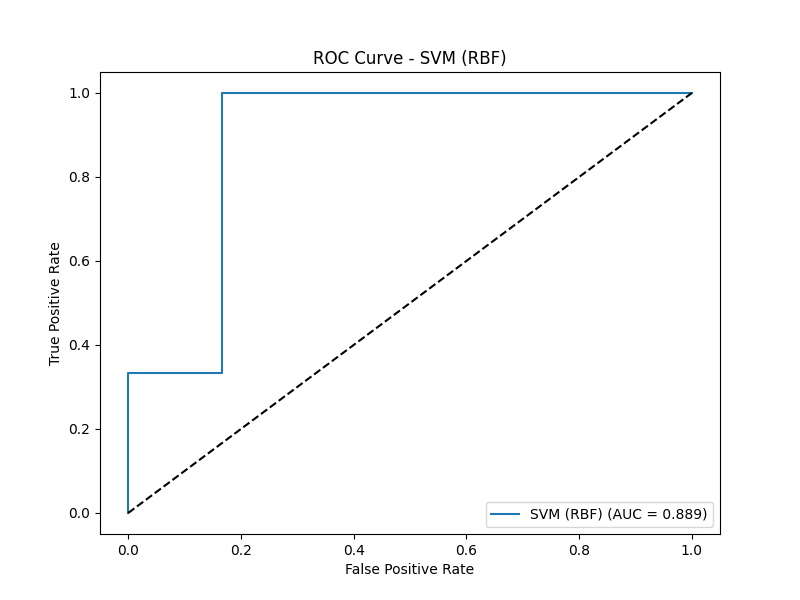 ROC Curve - SVM (RBF)
True Positive Rate
1.0
0.8
0.6
0.4
0.2
0.0
SVM (RBF) (AUC = 0.889)
0.0 0.2 0.4 0.6 0.8 1.0
False Positive Rate